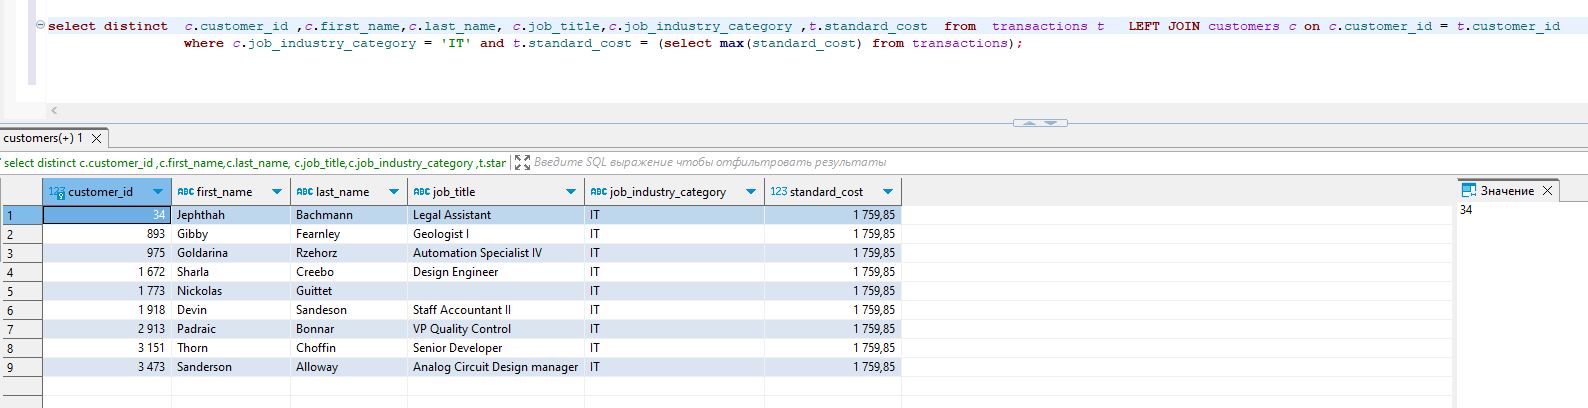 select distinct  c.customer_id ,c.first_name,c.last_name, c.job_title,c.job_industry_category ,t.standard_cost  from  transactions t   LEFT JOIN customers c on c.customer_id = t.customer_id
where c.job_industry_category = 'IT' and t.standard_cost = (select max(standard_cost) from transactions);
customers(+) 1
select distinct c.customer_id ,c.first_name,c.last_name, c.job_title,c.job_industry_category ,t.star Введите SQL выражение чтобы отфильтровать результаты
123 customer_id ABC first_name ABC last_name ABC job_title ABC job_industry_category 123 standard_cost Значение
1 34 Jephthah Bachmann Legal Assistant IT 1 759,85 34
2 893 Gibby Fearnley Geologist I IT 1 759,85
3 975 Goldarina Rzehorz Automation Specialist IV IT 1 759,85
4 1 672 Sharla Creebo Design Engineer IT 1 759,85
5 1 773 Nickolas Guittet IT 1 759,85
6 1 918 Devin Sandeson Staff Accountant II IT 1 759,85
7 2 913 Padraic Bonnar VP Quality Control IT 1 759,85
8 3 151 Thorn Choffin Senior Developer IT 1 759,85
9 3 473 Sanderson Alloway Analog Circuit Design manager IT 1 759,85